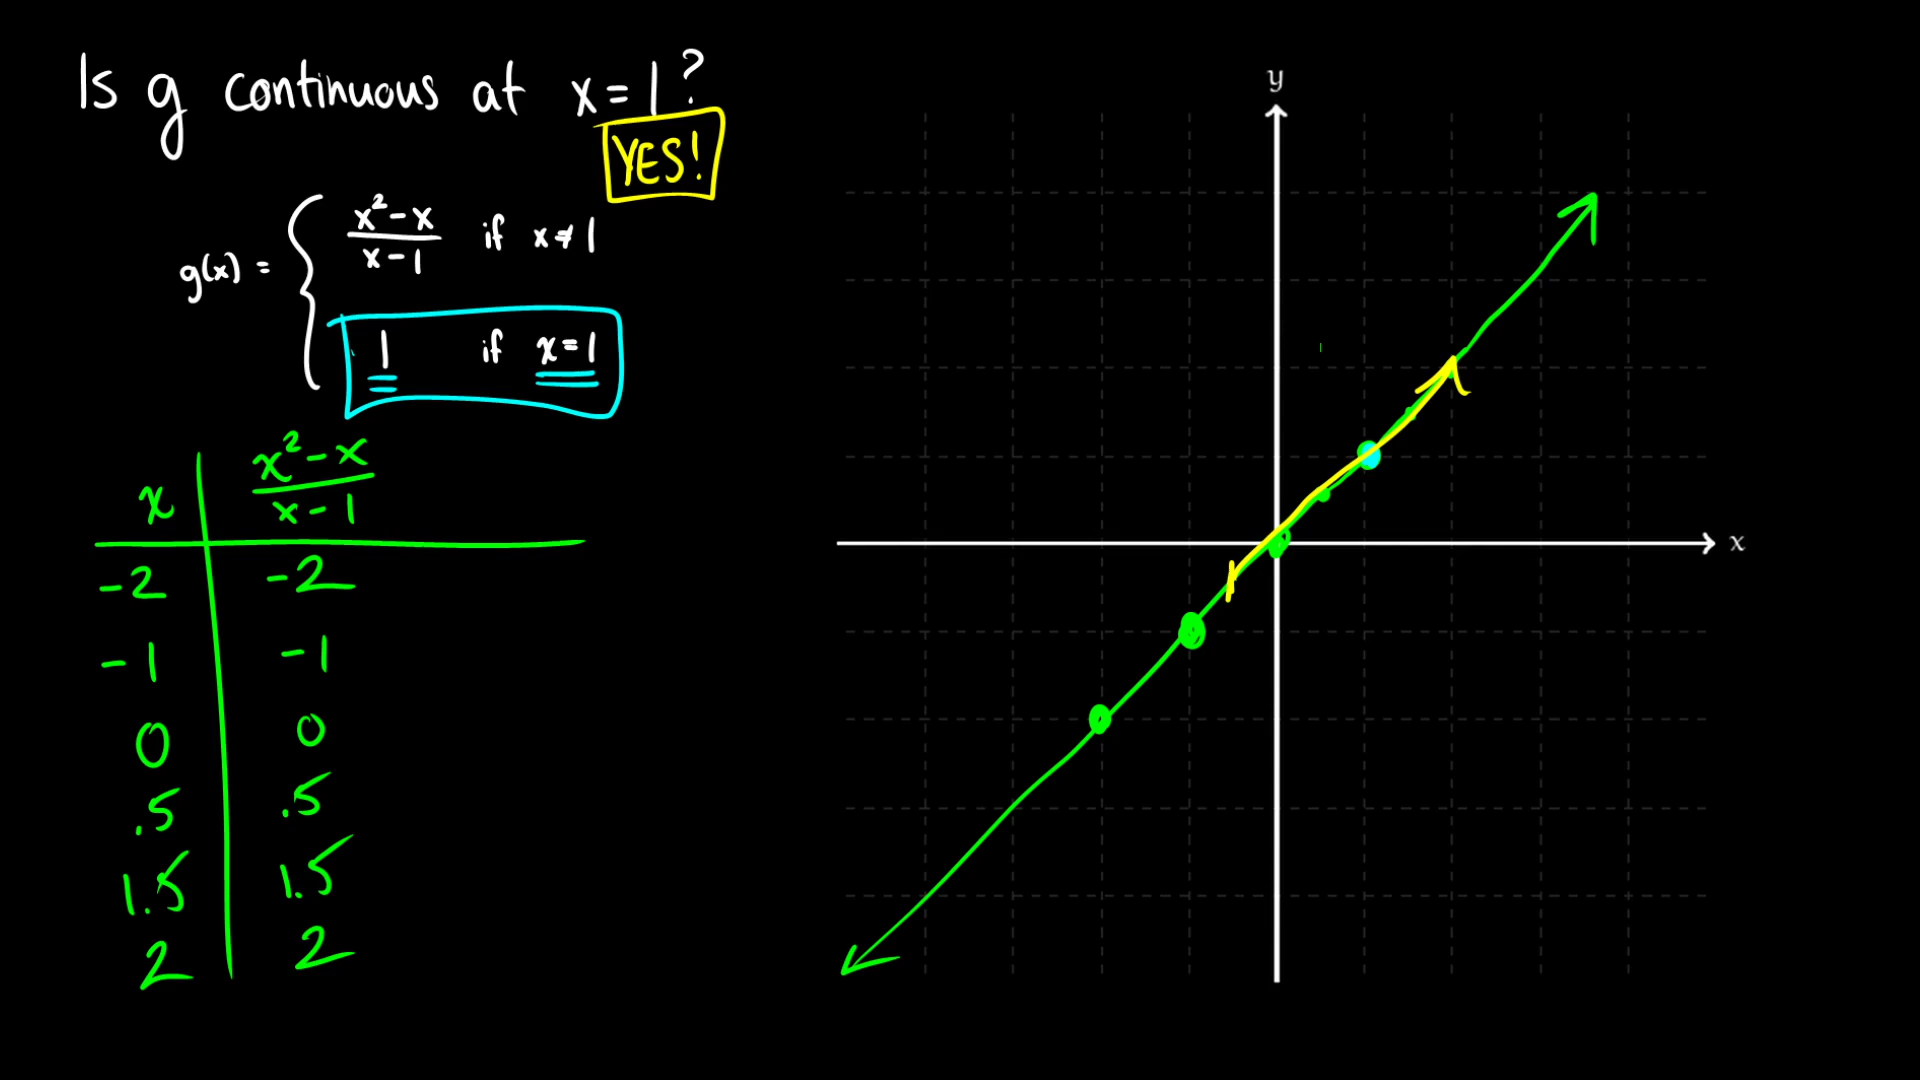 Is g continuous at x=1?
YES!
g(x) = { x²-x / x-1 if x≠1
1 if x=1
x | x²-x / x-1
-2 | -2
-1 | -1
0 | 0
.5 | .5
1.5 | 1.5
2 | 2
y
x